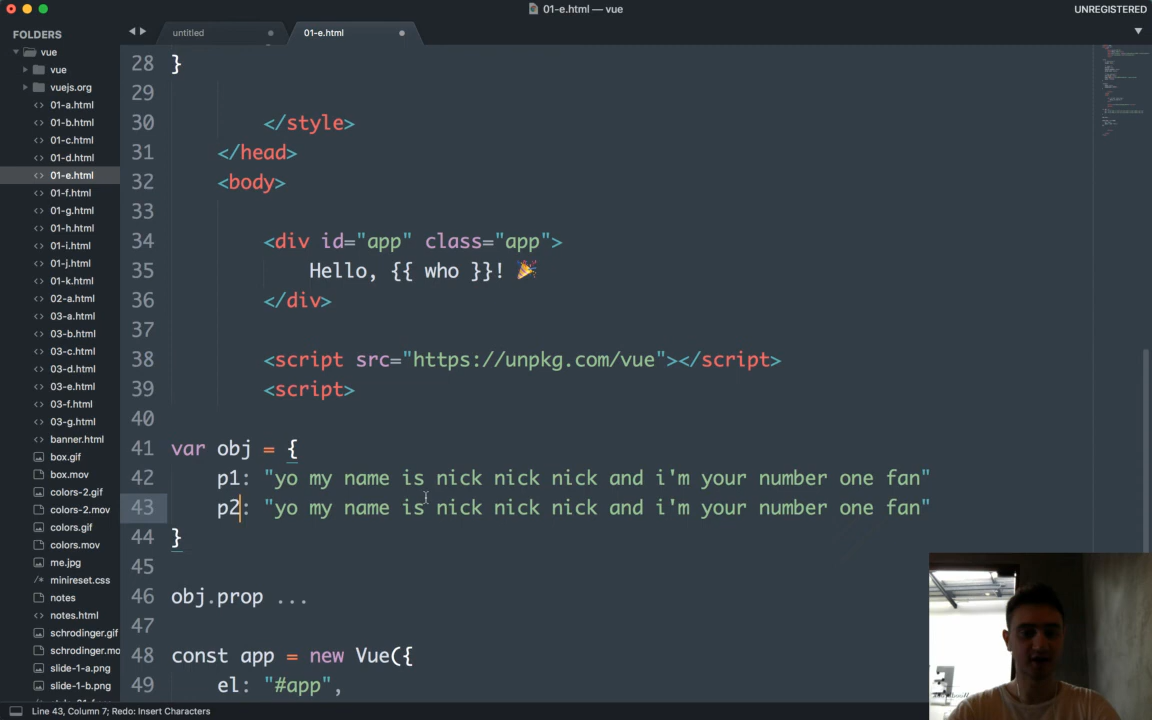 01-e.html — vue
UNREGISTERED
FOLDERS
vue
vue
vuejs.org
01-a.html
01-b.html
01-c.html
01-d.html
01-e.html
01-f.html
01-g.html
01-h.html
01-i.html
01-j.html
01-k.html
02-a.html
03-a.html
03-b.html
03-c.html
03-d.html
03-e.html
03-f.html
03-g.html
banner.html
box.gif
box.mov
colors-2.gif
colors-2.mov
colors.gif
colors.mov
me.jpg
minireset.css
notes
notes.html
schrodinger.gif
schrodinger.mo
slide-1-a.png
slide-1-b.png
untitled
01-e.html
28 }
29
30 </style>
31 </head>
32 <body>
33
34 <div id="app" class="app">
35 Hello, {{ who }}! 🎉
36 </div>
37
38 <script src="https://unpkg.com/vue"></script>
39 <script>
40
41 var obj = {
42 p1: "yo my name is nick nick nick and i'm your number one fan"
43 p2: "yo my name is nick nick nick and i'm your number one fan"
44 }
45
46 obj.prop ...
47
48 const app = new Vue({
49 el: "#app",
Line 43, Column 7; Redo: Insert Characters